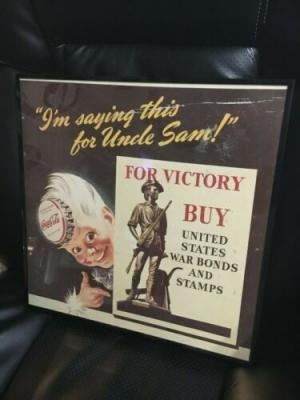 "I'm saying this
for Uncle Sam!"
Coca-Cola
FOR VICTORY
BUY
UNITED
STATES
WAR BONDS
AND
STAMPS